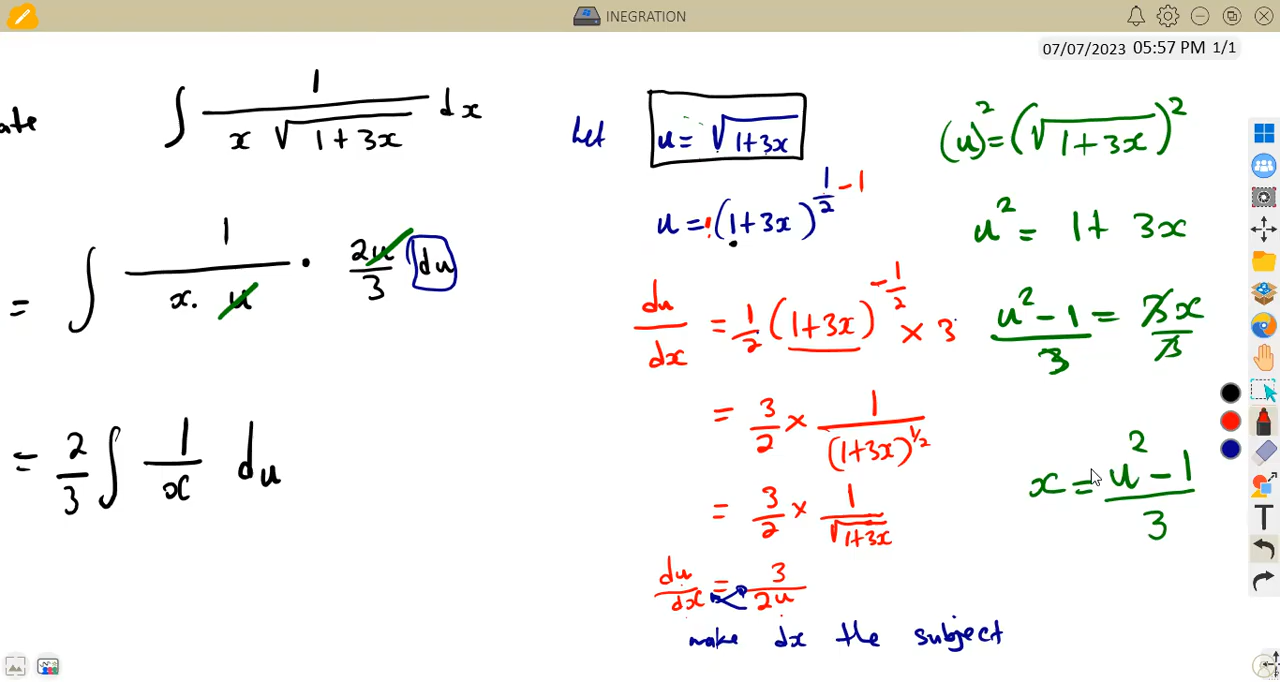 INEGRATION
07/07/2023 05:57 PM 1/1
ate ∫ 1/(x √(1+3x)) dx
= ∫ 1/(x. u) · 2u/3 du
= 2/3 ∫ 1/x du
Let u = √(1+3x)
u = (1+3x)^(1/2 - 1)
du/dx = 1/2 (1+3x)^(-1/2) × 3
= 3/2 × 1/(1+3x)^(1/2)
= 3/2 × 1/√(1+3x)
du/dx = 3/2u
make dx the subject
(u)² = (√(1+3x))²
u² = 1 + 3x
(u² - 1)/3 = 3x/3
x = (u² - 1)/3
T